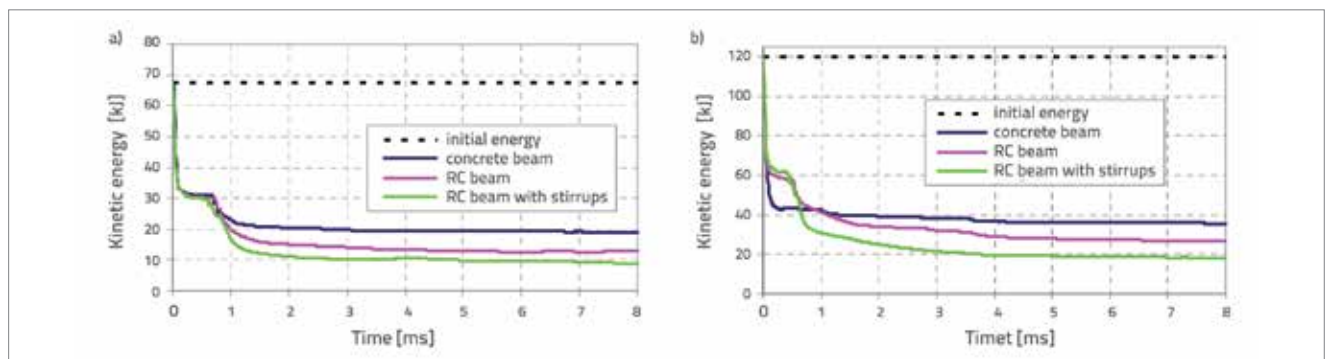 a)
80
70
60
50
40
30
20
10
0
Kinetic energy [kJ]
initial energy
concrete beam
RC beam
RC beam with stirrups
0 1 2 3 4 5 6 7 8
Time [ms]
b)
120
100
80
60
40
20
0
Kinetic energy [kJ]
initial energy
concrete beam
RC beam
RC beam with stirrups
0 1 2 3 4 5 6 7 8
Timet [ms]